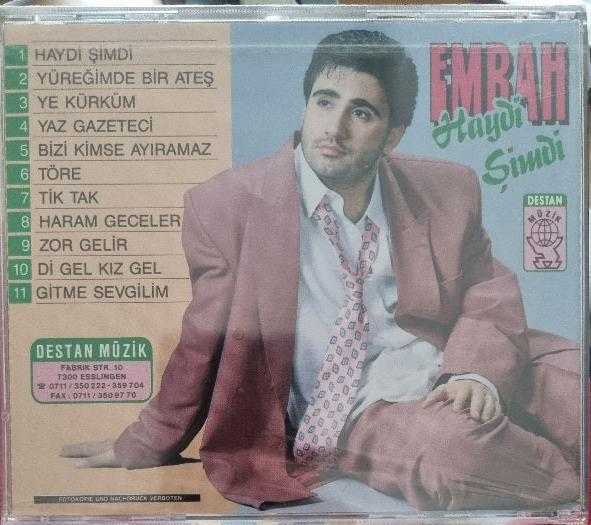 1 HAYDİ ŞİMDİ
2 YÜREĞİMDE BİR ATEŞ
3 YE KÜRKÜM
4 YAZ GAZETECİ
5 BİZİ KİMSE AYIRAMAZ
6 TÖRE
7 TİK TAK
8 HARAM GECELER
9 ZOR GELİR
10 Dİ GEL KIZ GEL
11 GİTME SEVGİLİM
EMRAH
Haydi
Şimdi
DESTAN
MÜZİK
DESTAN MÜZİK
FABRIK STR. 10
7300 ESSLINGEN
☎ 0711 / 350 222 - 359 704
FAX : 0711 / 350 97 70
FOTOKOPIE UND NACHDRUCK VERBOTEN